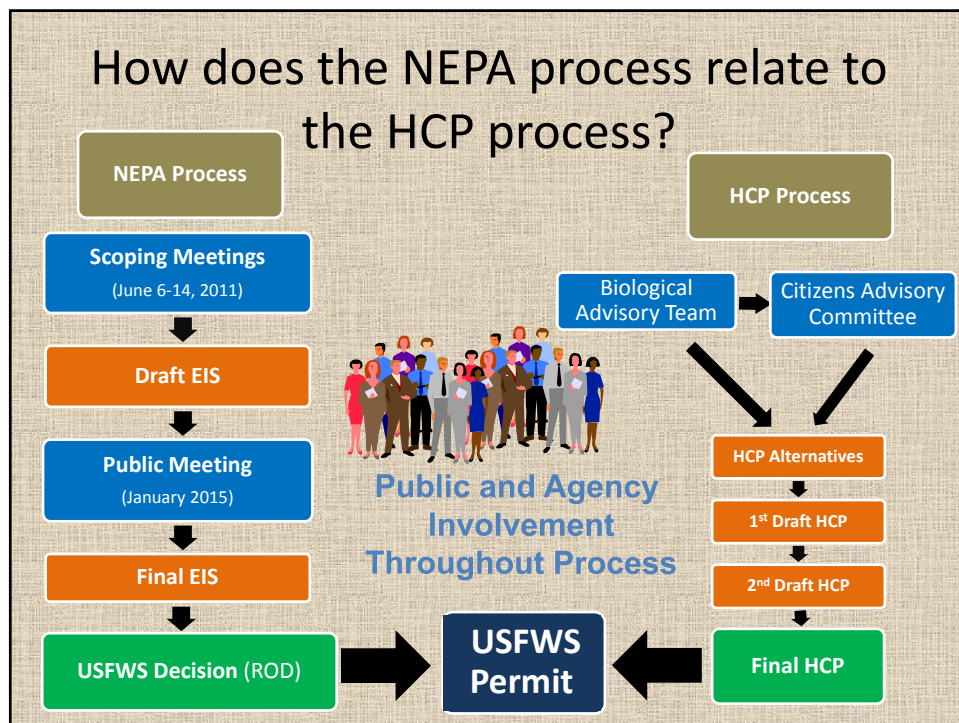 How does the NEPA process relate to
the HCP process?
NEPA Process
Scoping Meetings
(June 6-14, 2011)
Draft EIS
Public Meeting
(January 2015)
Final EIS
USFWS Decision (ROD)
Public and Agency
Involvement
Throughout Process
USFWS
Permit
HCP Process
Biological
Advisory Team
Citizens Advisory
Committee
HCP Alternatives
1st Draft HCP
2nd Draft HCP
Final HCP